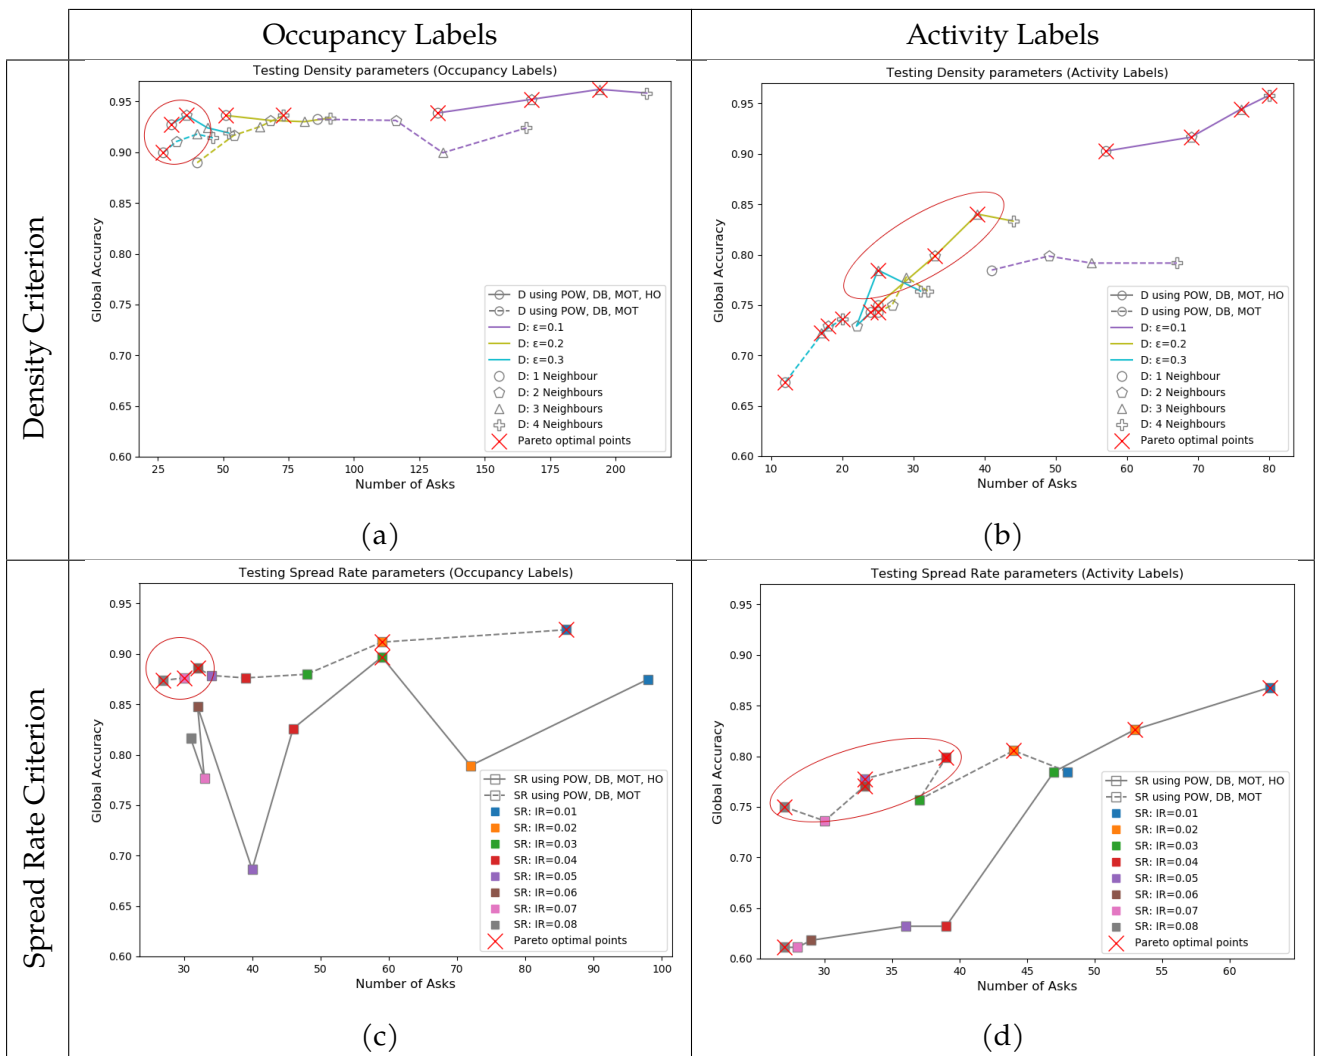 Occupancy Labels
Activity Labels
Density Criterion
Testing Density parameters (Occupancy Labels)
Global Accuracy
0.95
0.90
0.85
0.80
0.75
0.70
0.65
0.60
D using POW, DB, MOT, HO
D using POW, DB, MOT
D: ε=0.1
D: ε=0.2
D: ε=0.3
D: 1 Neighbour
D: 2 Neighbours
D: 3 Neighbours
D: 4 Neighbours
Pareto optimal points
25 50 75 100 125 150 175 200
Number of Asks
(a)
Testing Density parameters (Activity Labels)
Global Accuracy
0.95
0.90
0.85
0.80
0.75
0.70
0.65
0.60
D using POW, DB, MOT, HO
D using POW, DB, MOT
D: ε=0.1
D: ε=0.2
D: ε=0.3
D: 1 Neighbour
D: 2 Neighbours
D: 3 Neighbours
D: 4 Neighbours
Pareto optimal points
10 20 30 40 50 60 70 80
Number of Asks
(b)
Spread Rate Criterion
Testing Spread Rate parameters (Occupancy Labels)
Global Accuracy
0.95
0.90
0.85
0.80
0.75
0.70
0.65
0.60
SR using POW, DB, MOT, HO
SR using POW, DB, MOT
SR: IR=0.01
SR: IR=0.02
SR: IR=0.03
SR: IR=0.04
SR: IR=0.05
SR: IR=0.06
SR: IR=0.07
SR: IR=0.08
Pareto optimal points
30 40 50 60 70 80 90 100
Number of Asks
(c)
Testing Spread Rate parameters (Activity Labels)
Global Accuracy
0.95
0.90
0.85
0.80
0.75
0.70
0.65
0.60
SR using POW, DB, MOT, HO
SR using POW, DB, MOT
SR: IR=0.01
SR: IR=0.02
SR: IR=0.03
SR: IR=0.04
SR: IR=0.05
SR: IR=0.06
SR: IR=0.07
SR: IR=0.08
Pareto optimal points
30 35 40 45 50 55 60
Number of Asks
(d)